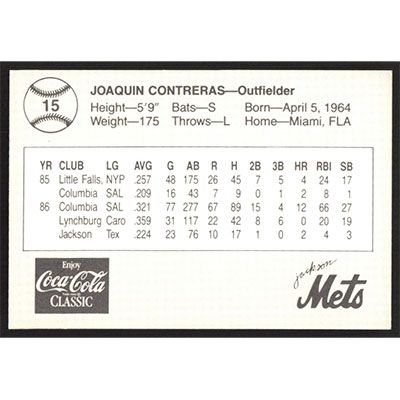 15
JOAQUIN CONTRERAS—Outfielder
Height—5'9" Bats—S Born—April 5, 1964
Weight—175 Throws—L Home—Miami, FLA
YR CLUB LG AVG G AB R H 2B 3B HR RBI SB
85 Little Falls, NYP .257 48 175 26 45 7 5 4 24 17
Columbia SAL .209 16 43 8 9 0 1 2 8 1
86 Columbia SAL .321 77 277 67 89 15 4 12 66 27
Lynchburg Caro .359 31 117 22 42 8 6 0 19 7
Jackson Tex .224 23 76 10 17 0 0 2 4 3
Enjoy
Coca-Cola
CLASSIC
jackson
Mets